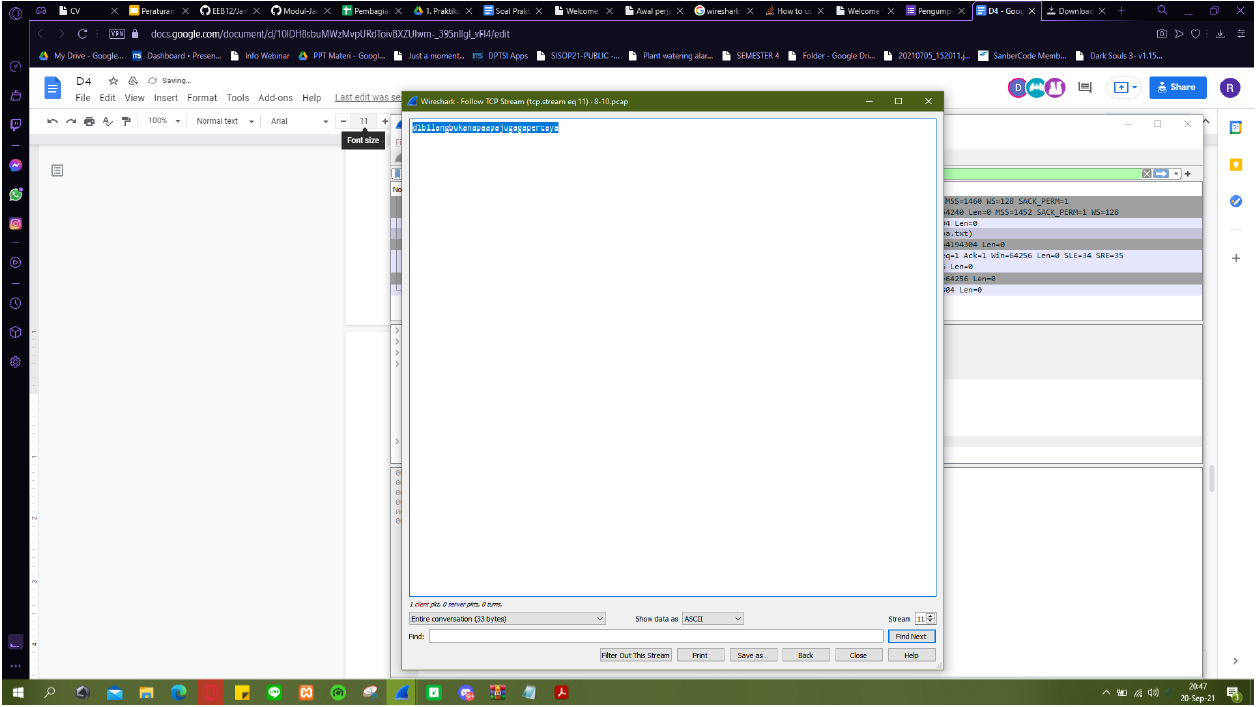 CV
Peraturan
EEB12/Jar
Modul-Jar
Pembagia
1. Praktik
Soal Prakt
Welcome
Awal perj
wireshark
How to u
Welcome
Pengump
D4 - Goo
Downloac
VPN
docs.google.com/document/d/
/edit
My Drive - Google...
Dashboard • Presen...
Info Webinar
PPT Materi - Googl...
Just a moment...
DPTSI Apps
SISOP21-PUBLIC -...
Plant watering alar...
SEMESTER 4
Folder - Google Dri...
20210705_152011.j...
SanberCode Memb...
Dark Souls 3- v1.15...
D4
Saving...
File Edit View Insert Format Tools Add-ons Help Last edit was se
Share
R
D
100%
Normal text
Arial
11
Font size
Wireshark · Follow TCP Stream (tcp.stream eq 11) · 8-10.pcap
dibilangbukanapaapajugagapercaya
No
MSS=1460 WS=128 SACK_PERM=1
4240 Len=0 MSS=1452 SACK_PERM=1 WS=128
04 Len=0
a.txt)
4194304 Len=0
eq=1 Ack=1 Win=64256 Len=0 SLE=34 SRE=35
Len=0
64256 Len=0
304 Len=0
1 client pkt, 0 server pkts, 0 turns.
Entire conversation (33 bytes)
Show data as
ASCII
Stream
11
Find:
Find Next
Filter Out This Stream
Print
Save as...
Back
Close
Help
20:47
20-Sep-21
3